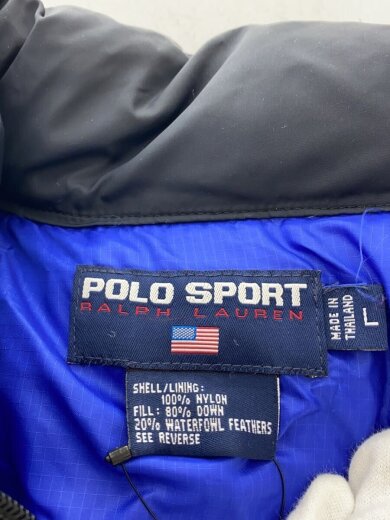 POLO SPORT
RALPH LAUREN
MADE IN
THAILAND
L
SHELL/LINING:
100% NYLON
FILL: 80% DOWN
20% WATERFOWL FEATHERS
SEE REVERSE